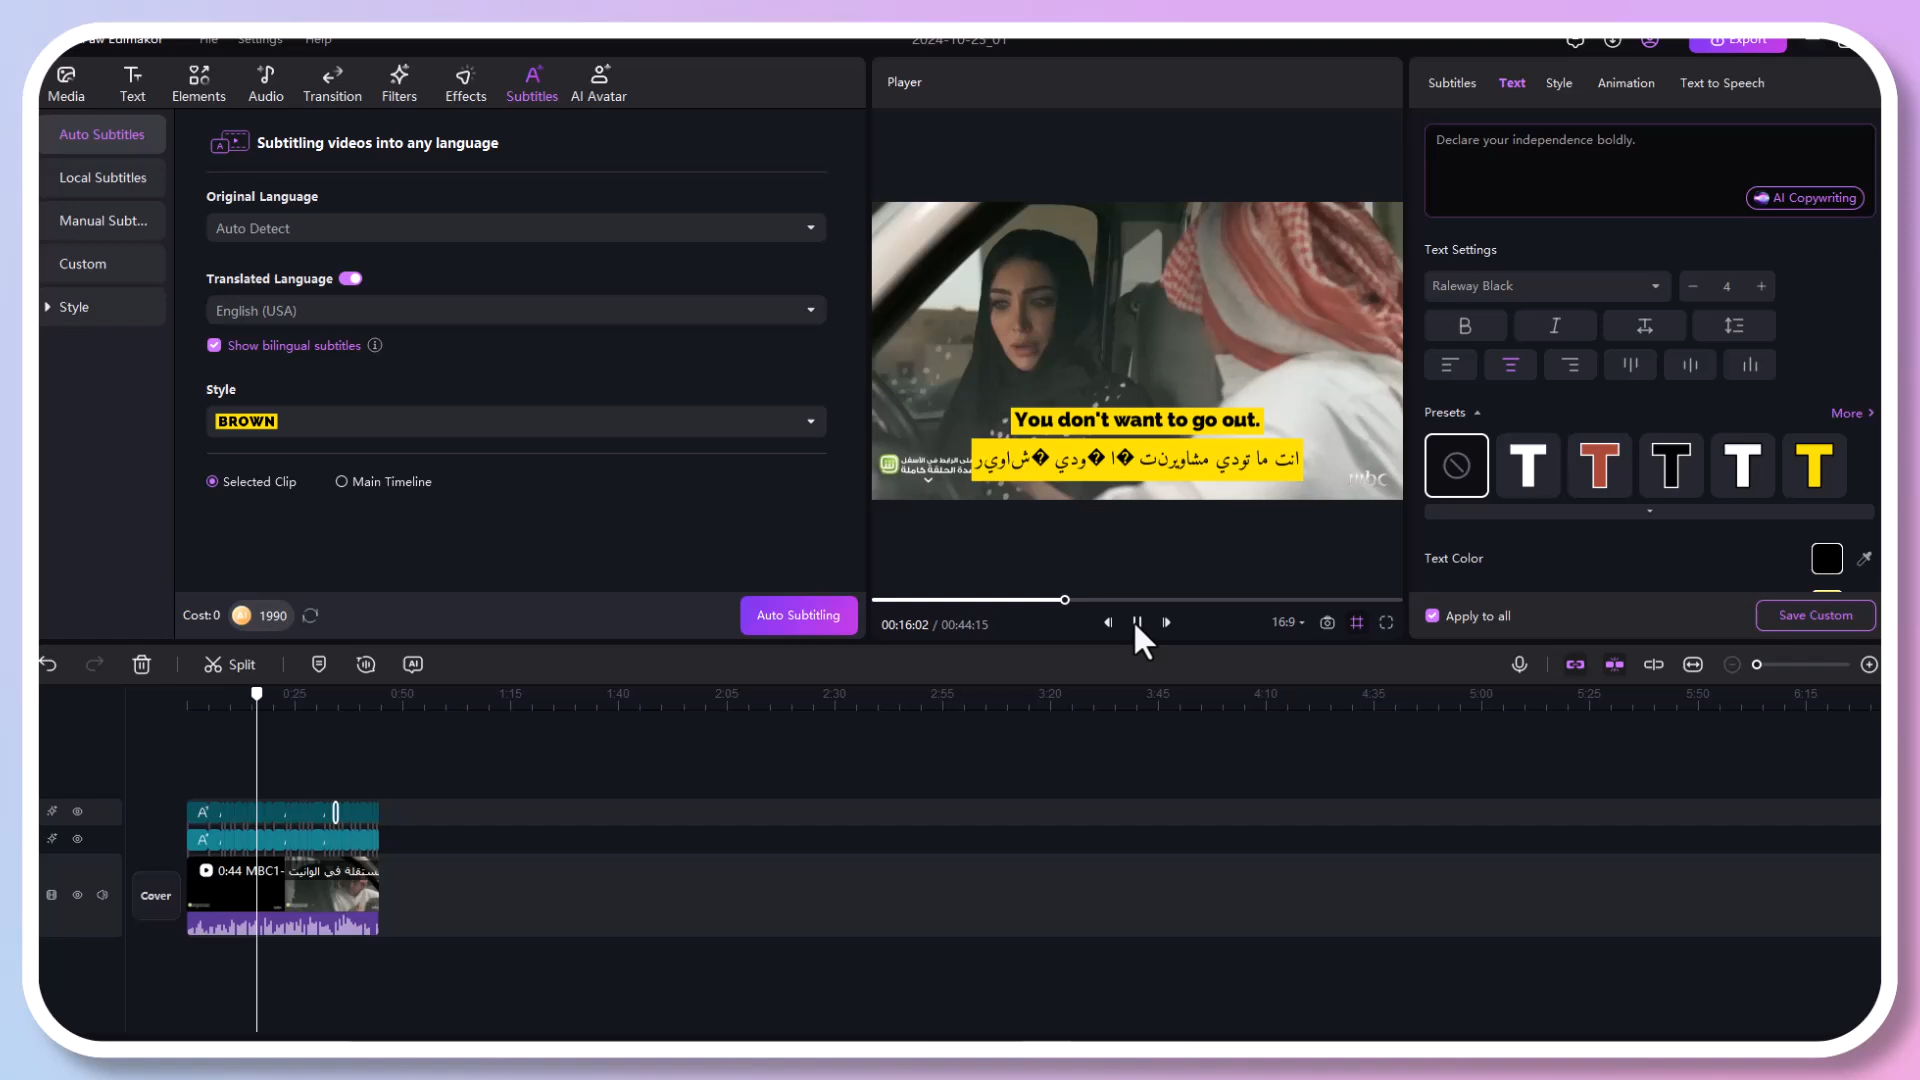 File Settings Help
2024-10-23_01
Export
Media
Text
Elements
Audio
Transition
Filters
Effects
Subtitles
AI Avatar
Auto Subtitles
Local Subtitles
Manual Subt...
Custom
Style
Subtitling videos into any language
Original Language
Auto Detect
Translated Language
English (USA)
Show bilingual subtitles
Style
BROWN
Selected Clip
Main Timeline
Cost:0
1990
Auto Subtitling
Player
You don't want to go out.
انت ما تودي مشاويرنت �ا �ودي �شاوير
mbc
00:16:02 / 00:44:15
16:9
Subtitles
Text
Style
Animation
Text to Speech
Declare your independence boldly.
AI Copywriting
Text Settings
Raleway Black
4
Presets
More
Text Color
Apply to all
Save Custom
Split
0:25 0:50 1:15 1:40 2:05 2:30 2:55 3:20 3:45 4:10 4:35 5:00 5:25 5:50 6:15
Cover
0:44 MBC1- ستقلة في الوانيت